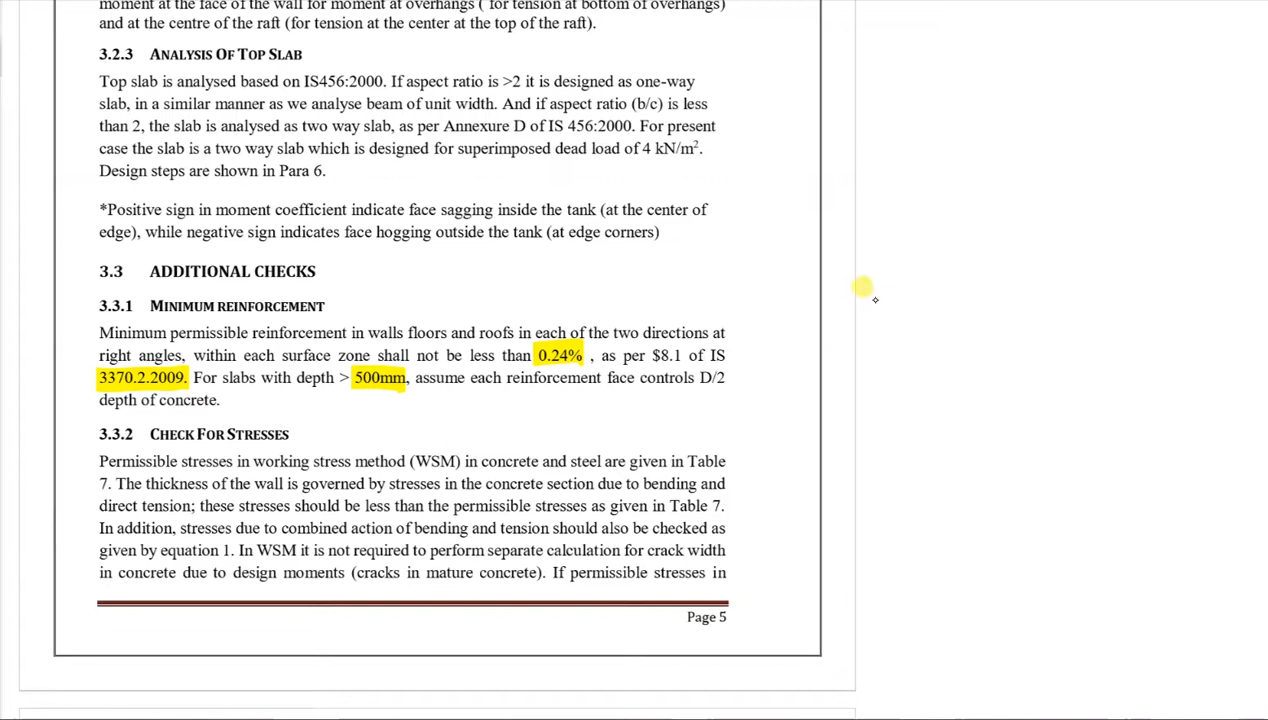 moment at the face of the wall for moment at overhangs ( for tension at bottom of overhangs)
and at the centre of the raft (for tension at the center at the top of the raft).
3.2.3 ANALYSIS OF TOP SLAB
Top slab is analysed based on IS456:2000. If aspect ratio is >2 it is designed as one-way
slab, in a similar manner as we analyse beam of unit width. And if aspect ratio (b/c) is less
than 2, the slab is analysed as two way slab, as per Annexure D of IS 456:2000. For present
case the slab is a two way slab which is designed for superimposed dead load of 4 kN/m².
Design steps are shown in Para 6.
*Positive sign in moment coefficient indicate face sagging inside the tank (at the center of
edge), while negative sign indicates face hogging outside the tank (at edge corners)
3.3 ADDITIONAL CHECKS
3.3.1 MINIMUM REINFORCEMENT
Minimum permissible reinforcement in walls floors and roofs in each of the two directions at
right angles, within each surface zone shall not be less than 0.24% , as per $8.1 of IS
3370.2.2009. For slabs with depth > 500mm, assume each reinforcement face controls D/2
depth of concrete.
3.3.2 CHECK FOR STRESSES
Permissible stresses in working stress method (WSM) in concrete and steel are given in Table
7. The thickness of the wall is governed by stresses in the concrete section due to bending and
direct tension; these stresses should be less than the permissible stresses as given in Table 7.
In addition, stresses due to combined action of bending and tension should also be checked as
given by equation 1. In WSM it is not required to perform separate calculation for crack width
in concrete due to design moments (cracks in mature concrete). If permissible stresses in
Page 5